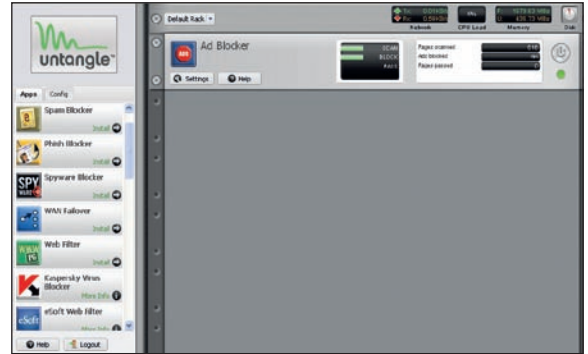 untangle
Apps Config
Spam Blocker
Install
Phish Blocker
Install
Spyware Blocker
Install
WAN Failover
Install
Web Filter
Install
Kaspersky Virus
Blocker
More Info
eSoft Web Filter
More Info
Help Logout
Default Rack
Network CPU Load Memory Disk
Ad Blocker
Settings Help
SCAN
BLOCK
PASS
Pages scanned
Ads blocked
Pages passed